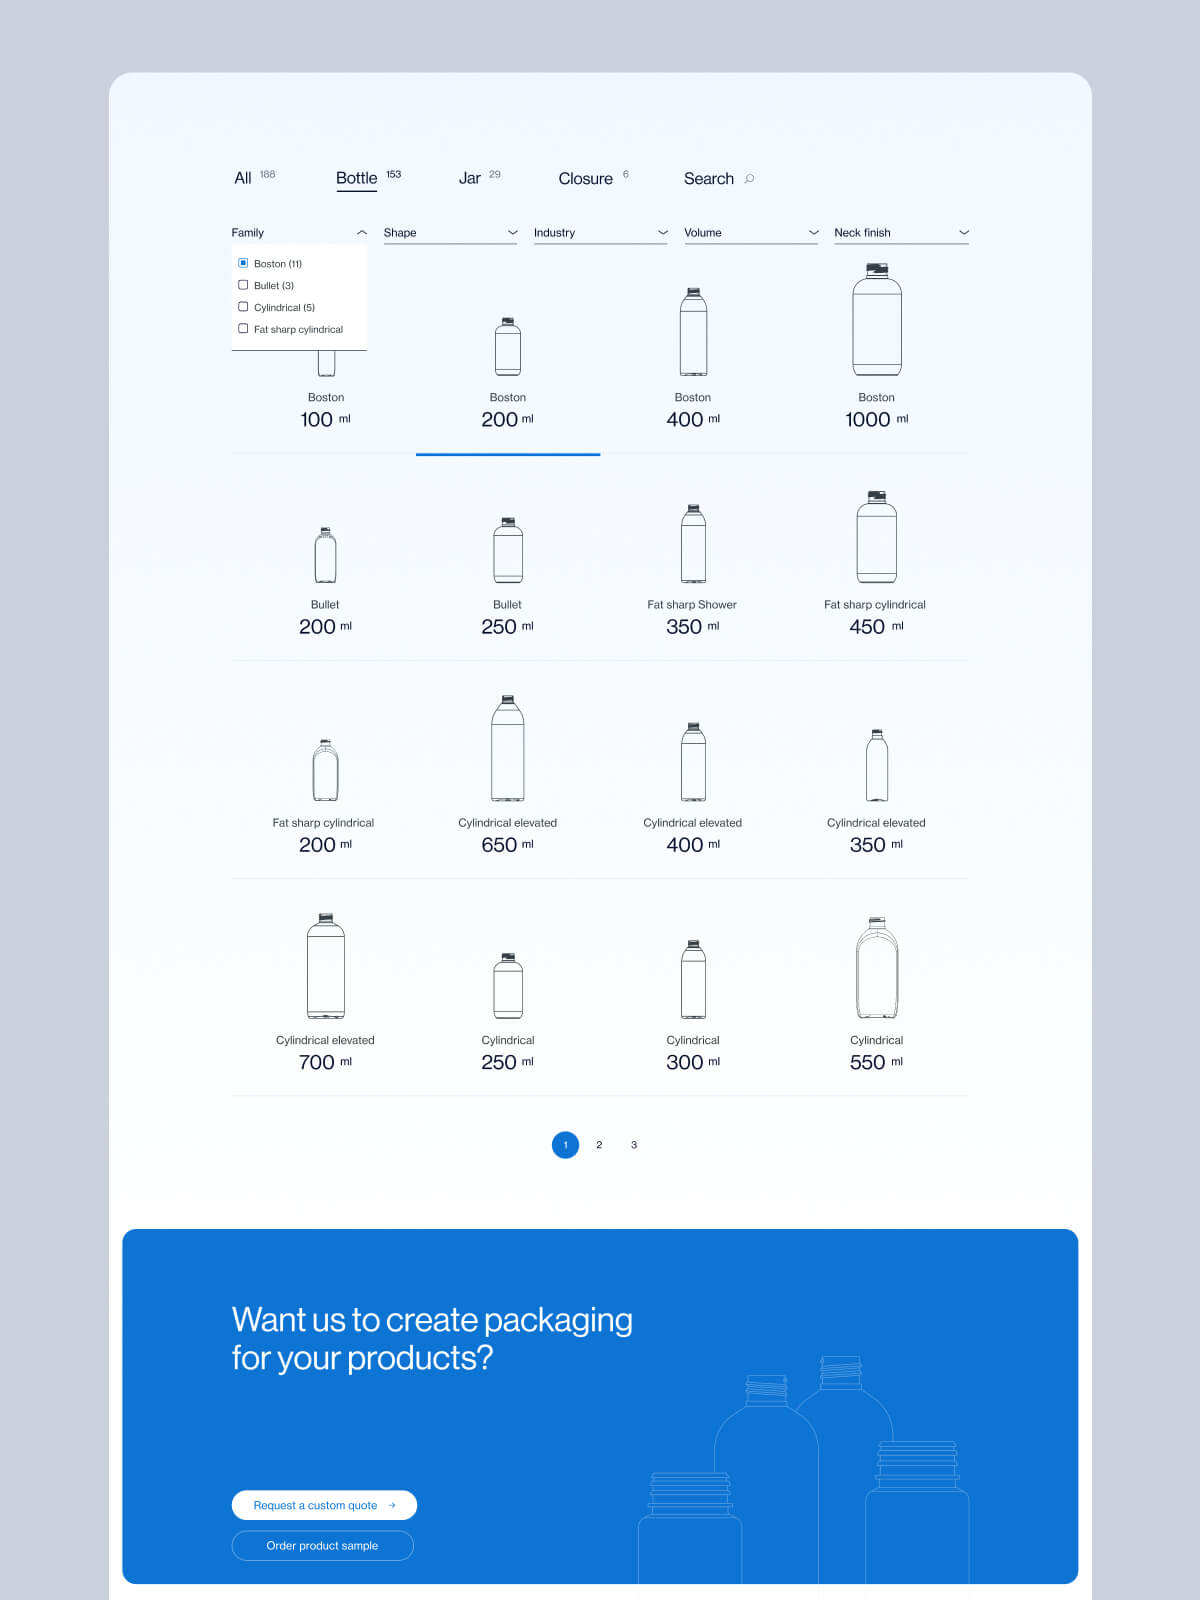 All 188 Bottle 153 Jar 29 Closure 6 Search
Family Shape Industry Volume Neck finish
Boston (11)
Bullet (3)
Cylindrical (5)
Fat sharp cylindrical
Boston Boston Boston Boston
100 ml 200 ml 400 ml 1000 ml
Bullet Bullet Fat sharp Shower Fat sharp cylindrical
200 ml 250 ml 350 ml 450 ml
Fat sharp cylindrical Cylindrical elevated Cylindrical elevated Cylindrical elevated
200 ml 650 ml 400 ml 350 ml
Cylindrical elevated Cylindrical Cylindrical Cylindrical
700 ml 250 ml 300 ml 550 ml
1 2 3
Want us to create packaging
for your products?
Request a custom quote →
Order product sample